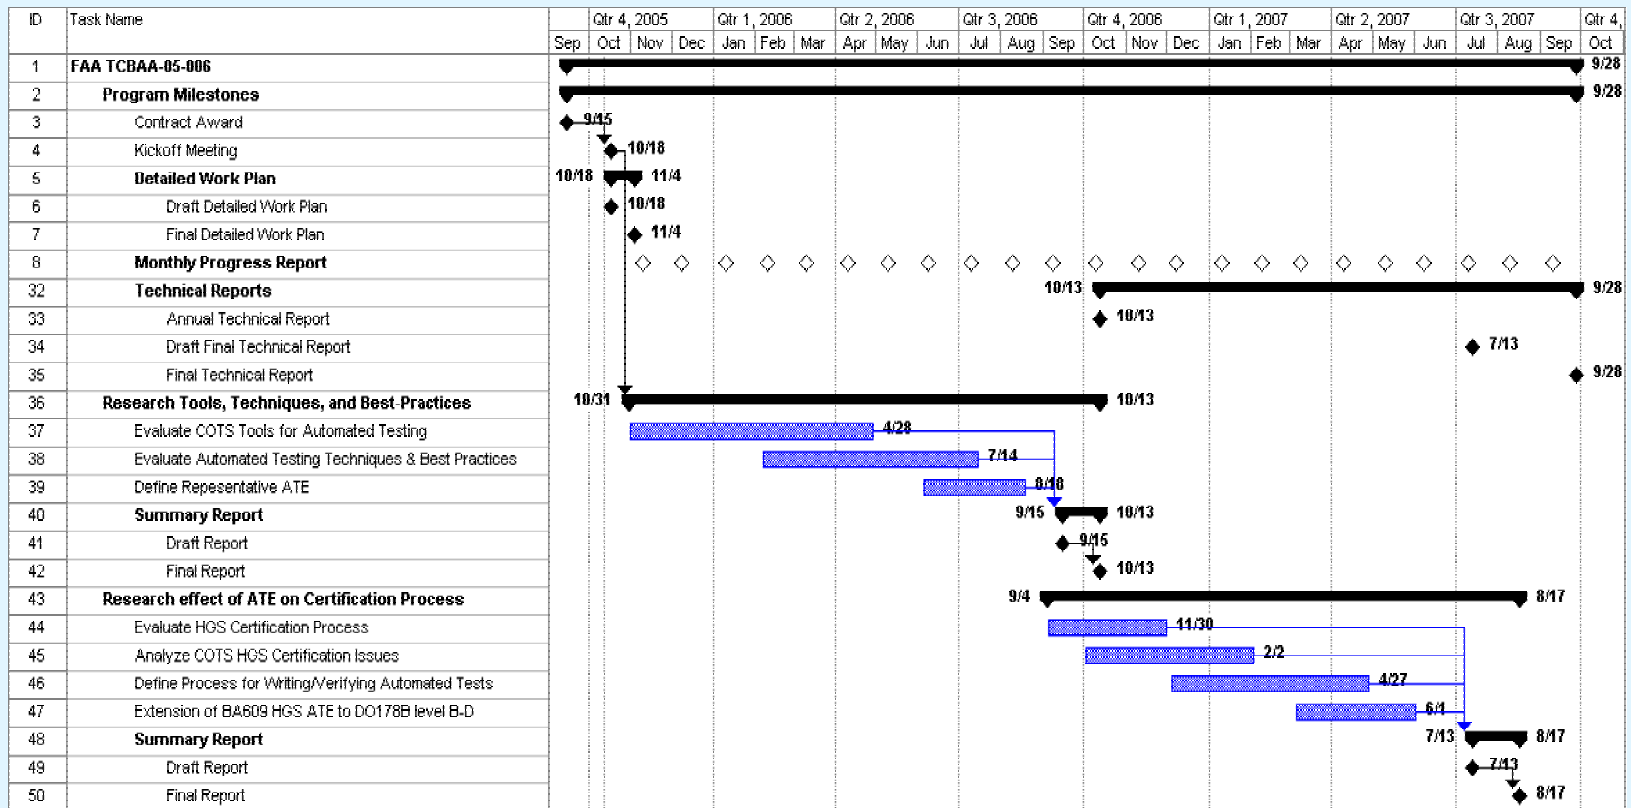 ID Task Name Qtr 4, 2005 Qtr 1, 2006 Qtr 2, 2006 Qtr 3, 2006 Qtr 4, 2006 Qtr 1, 2007 Qtr 2, 2007 Qtr 3, 2007 Qtr 4,
Sep Oct Nov Dec Jan Feb Mar Apr May Jun Jul Aug Sep Oct Nov Dec Jan Feb Mar Apr May Jun Jul Aug Sep Oct
1 FAA TCBAA-05-006 9/28
2 Program Milestones 9/28
3 Contract Award 9/15
4 Kickoff Meeting 10/18
5 Detailed Work Plan 10/18 11/4
6 Draft Detailed Work Plan 10/18
7 Final Detailed Work Plan 11/4
8 Monthly Progress Report
32 Technical Reports 10/13 9/28
33 Annual Technical Report 10/13
34 Draft Final Technical Report 7/13
35 Final Technical Report 9/28
36 Research Tools, Techniques, and Best-Practices 10/31 10/13
37 Evaluate COTS Tools for Automated Testing 4/28
38 Evaluate Automated Testing Techniques & Best Practices 7/14
39 Define Representative ATE 8/18
40 Summary Report 9/15 10/13
41 Draft Report 9/15
42 Final Report 10/13
43 Research effect of ATE on Certification Process 9/4 8/17
44 Evaluate HGS Certification Process 11/30
45 Analyze COTS HGS Certification Issues 2/2
46 Define Process for Writing/Verifying Automated Tests 4/27
47 Extension of BA609 HGS ATE to DO178B level B-D 6/1
48 Summary Report 7/13 8/17
49 Draft Report 7/13
50 Final Report 8/17